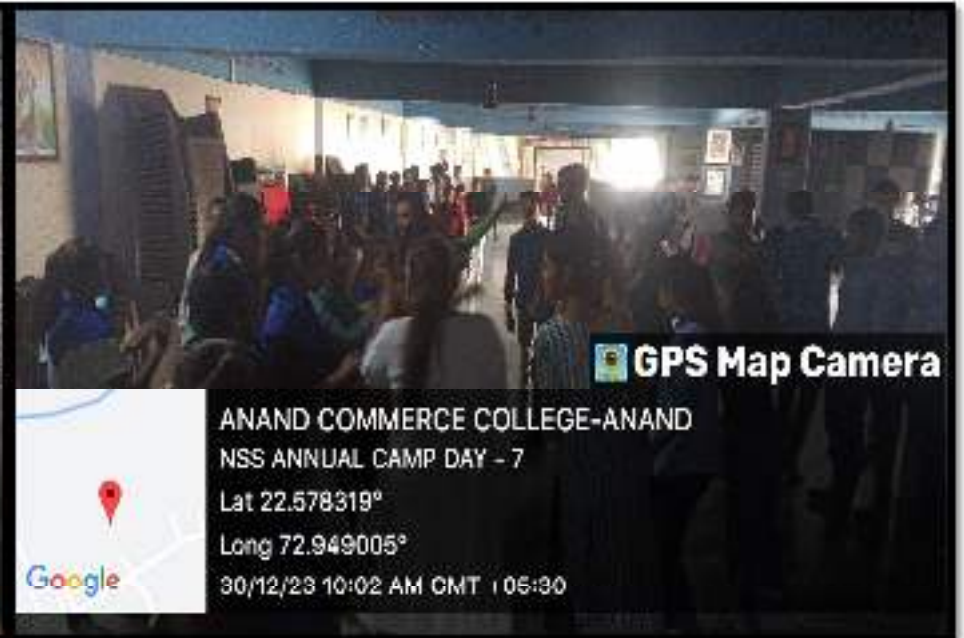 GPS Map Camera
ANAND COMMERCE COLLEGE-ANAND
NSS ANNUAL CAMP DAY - 7
Lat 22.578319°
Long 72.949005°
Google
30/12/23 10:02 AM GMT +05:30